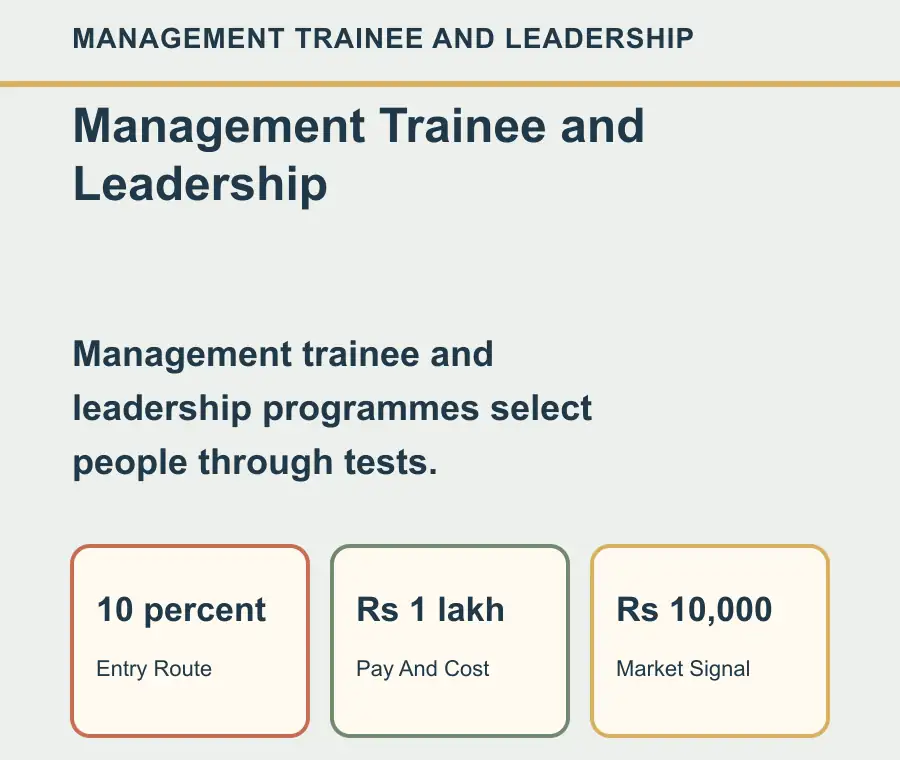 MANAGEMENT TRAINEE AND LEADERSHIP
Management Trainee and
Leadership
Management trainee and
leadership programmes select
people through tests.
10 percent
Entry Route
Rs 1 lakh
Pay And Cost
Rs 10,000
Market Signal